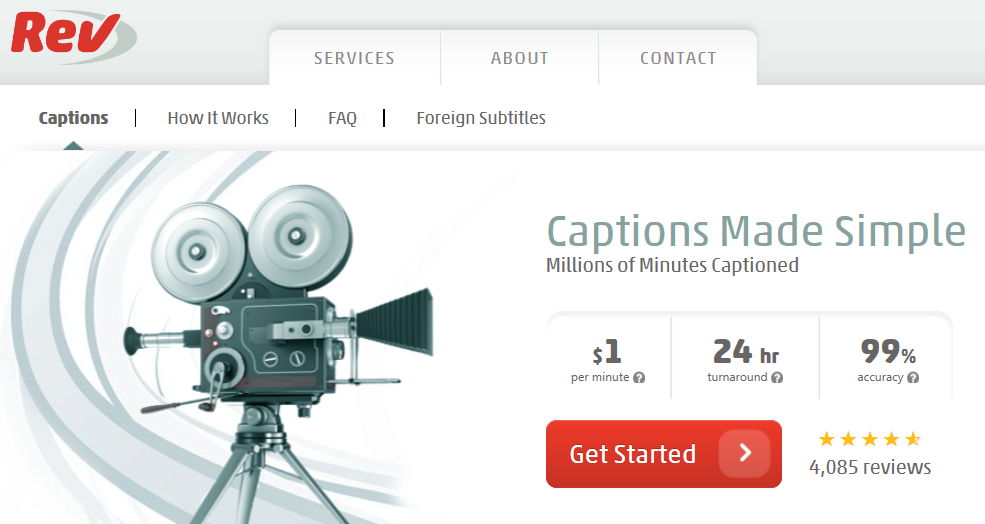 Rev
SERVICES ABOUT CONTACT
Captions | How It Works | FAQ | Foreign Subtitles
Captions Made Simple
Millions of Minutes Captioned
$1 24 hr 99%
per minute ? turnaround ? accuracy ?
Get Started
4,085 reviews